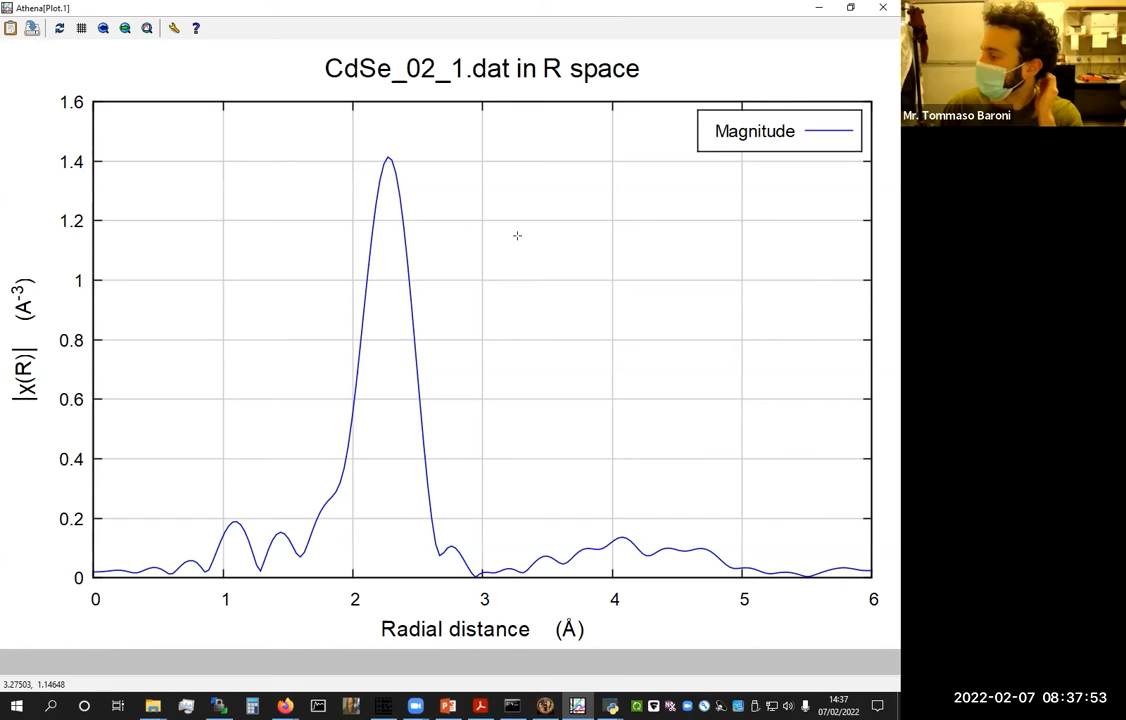 Athena[Plot.1]
CdSe_02_1.dat in R space
Magnitude
1.6
1.4
1.2
1
0.8
0.6
0.4
0.2
0
|χ(R)| (A-3)
0 1 2 3 4 5 6
Radial distance (Å)
3.27503, 1.14648
14:37
07/02/2022
Mr. Tommaso Baroni
2022-02-07 08:37:53